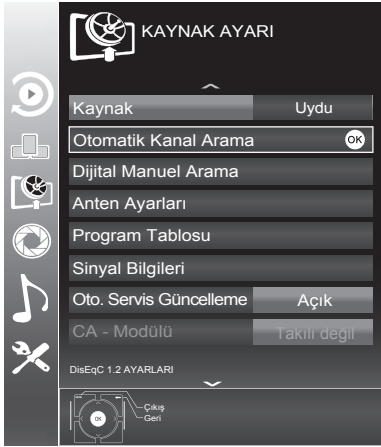 KAYNAK AYARI
Kaynak Uydu
Otomatik Kanal Arama OK
Dijital Manuel Arama
Anten Ayarları
Program Tablosu
Sinyal Bilgileri
Oto. Servis Güncelleme Açık
CA - Modülü Takılı değil
DisEqC 1.2 AYARLARI
Çıkış
OK Geri